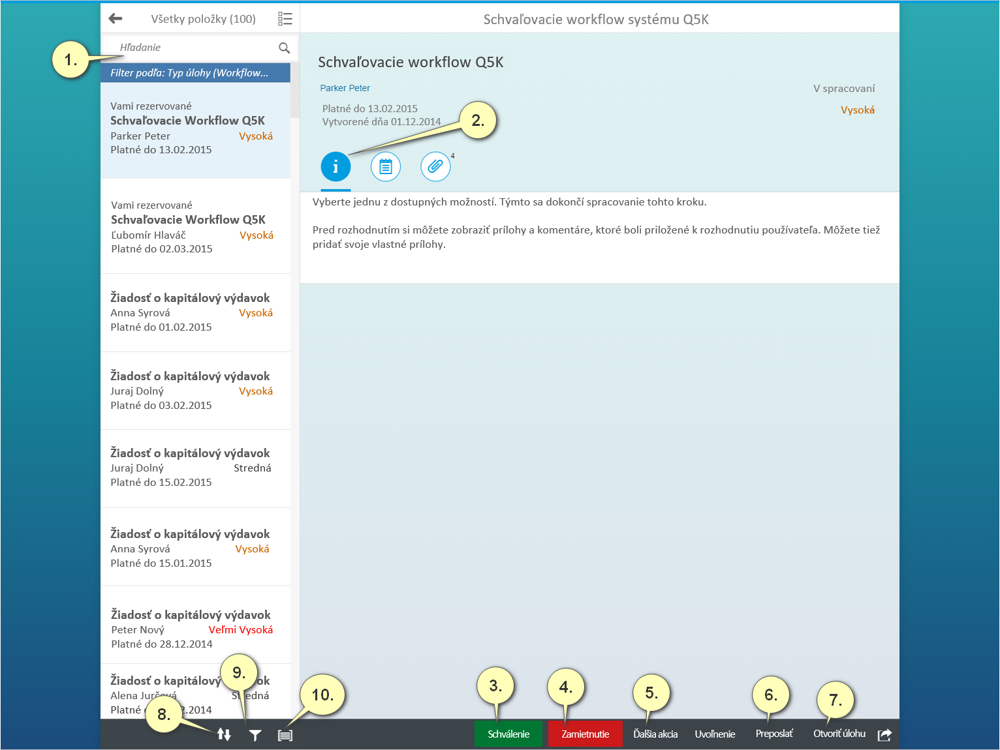 Všetky položky (100)
Schvaľovacie workflow systému Q5K
Hľadanie
1.
Filter podľa: Typ úlohy (Workflow...
Vami rezervované
Schvaľovacie Workflow Q5K
Parker Peter Vysoká
Platné do 13.02.2015
Vami rezervované
Schvaľovacie Workflow Q5K
Ľubomír Hlaváč Vysoká
Platné do 02.03.2015
Žiadosť o kapitálový výdavok
Anna Syrová Vysoká
Platné do 01.02.2015
Žiadosť o kapitálový výdavok
Juraj Dolný Vysoká
Platné do 03.02.2015
Žiadosť o kapitálový výdavok
Juraj Dolný Stredná
Platné do 15.02.2015
Žiadosť o kapitálový výdavok
Anna Syrová Vysoká
Platné do 15.01.2015
Žiadosť o kapitálový výdavok
Peter Nový Veľmi Vysoká
Platné do 28.12.2014
Žiadosť o kapitálový
Alena Jurčová
Platné
8.
9.
10.
Schvaľovacie workflow Q5K
Parker Peter V spracovaní
Platné do 13.02.2015 Vysoká
Vytvorené dňa 01.12.2014
2.
i
4
Vyberte jednu z dostupných možností. Týmto sa dokončí spracovanie tohto kroku.
Pred rozhodnutím si môžete zobraziť prílohy a komentáre, ktoré boli priložené k rozhodnutiu používateľa. Môžete tiež
pridať svoje vlastné prílohy.
3.
4.
5.
6.
7.
Schválenie Zamietnutie Ďalšia akcia Uvoľnenie Preposlať Otvoriť úlohu